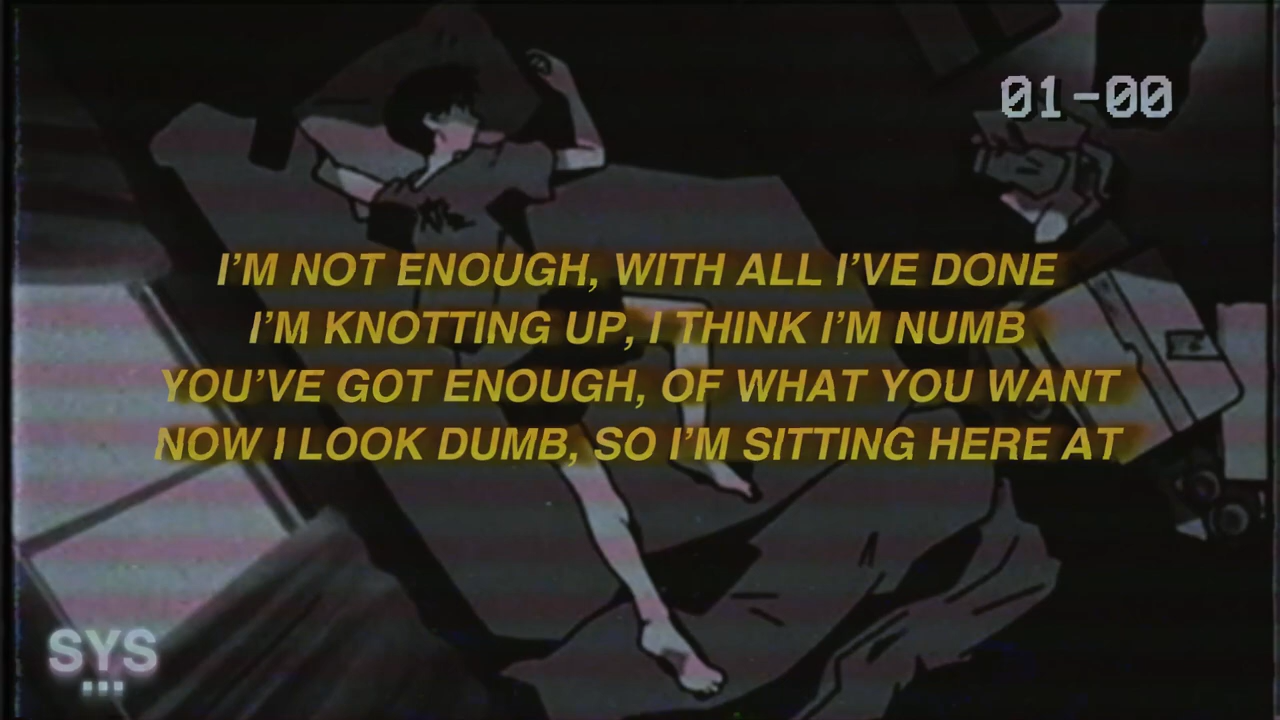 01-00
I'M NOT ENOUGH, WITH ALL I'VE DONE
I'M KNOTTING UP, I THINK I'M NUMB
YOU'VE GOT ENOUGH, OF WHAT YOU WANT
NOW I LOOK DUMB, SO I'M SITTING HERE AT
SYS